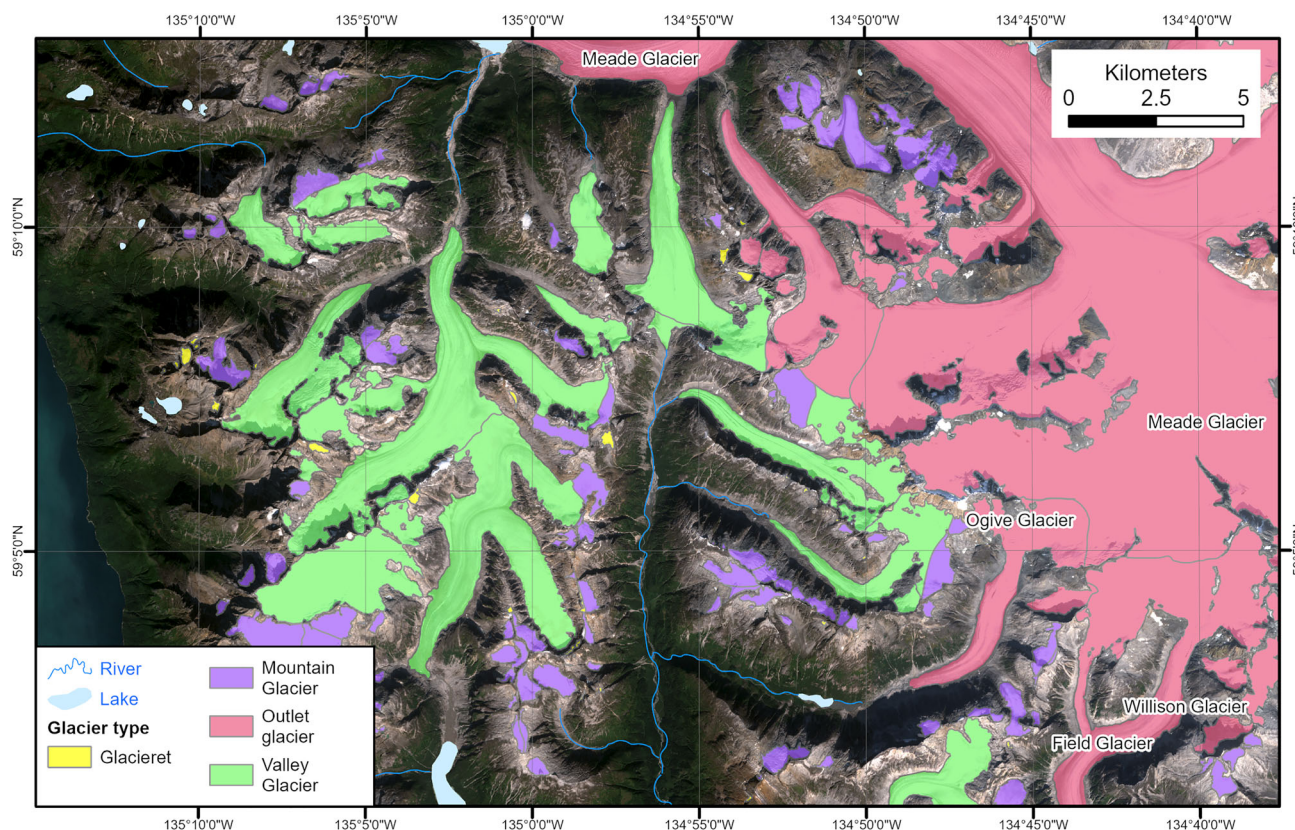 135°10'0"W 135°5'0"W 135°0'0"W 134°55'0"W 134°50'0"W 134°45'0"W 134°40'0"W
Meade Glacier
Kilometers
0 2.5 5
59°10'0"N
Meade Glacier
Ogive Glacier
59°5'0"N
Willison Glacier
Field Glacier
River
Lake
Glacier type
Glacieret
Mountain
Glacier
Outlet
glacier
Valley
Glacier
135°10'0"W 135°5'0"W 135°0'0"W 134°55'0"W 134°50'0"W 134°45'0"W 134°40'0"W